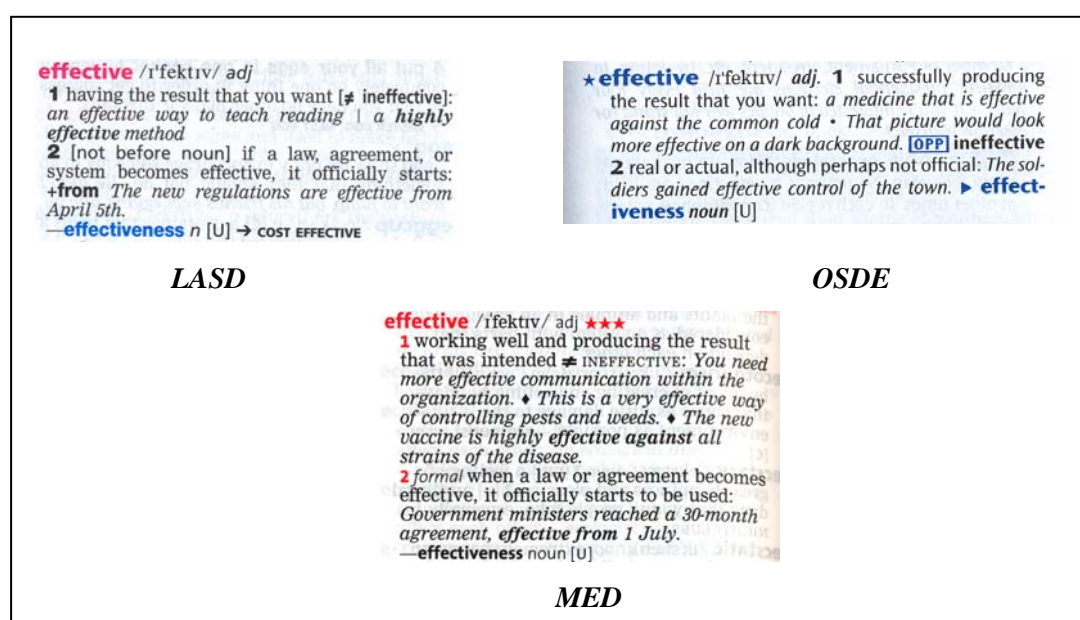 effective /ɪˈfektɪv/ adj
1 having the result that you want [≠ ineffective]:
an effective way to teach reading | a highly
effective method
2 [not before noun] if a law, agreement, or
system becomes effective, it officially starts:
+from The new regulations are effective from
April 5th.
—effectiveness n [U] → COST EFFECTIVE
LASD
★effective /ɪˈfektɪv/ adj. 1 successfully producing
the result that you want: a medicine that is effective
against the common cold • That picture would look
more effective on a dark background. OPP ineffective
2 real or actual, although perhaps not official: The sol-
diers gained effective control of the town. ▶ effect-
iveness noun [U]
OSDE
effective /ɪˈfektɪv/ adj ★★★
1 working well and producing the result
that was intended ≠ INEFFECTIVE: You need
more effective communication within the
organization. ♦ This is a very effective way
of controlling pests and weeds. ♦ The new
vaccine is highly effective against all
strains of the disease.
2 formal when a law or agreement becomes
effective, it officially starts to be used:
Government ministers reached a 30-month
agreement, effective from 1 July.
—effectiveness noun [U]
MED